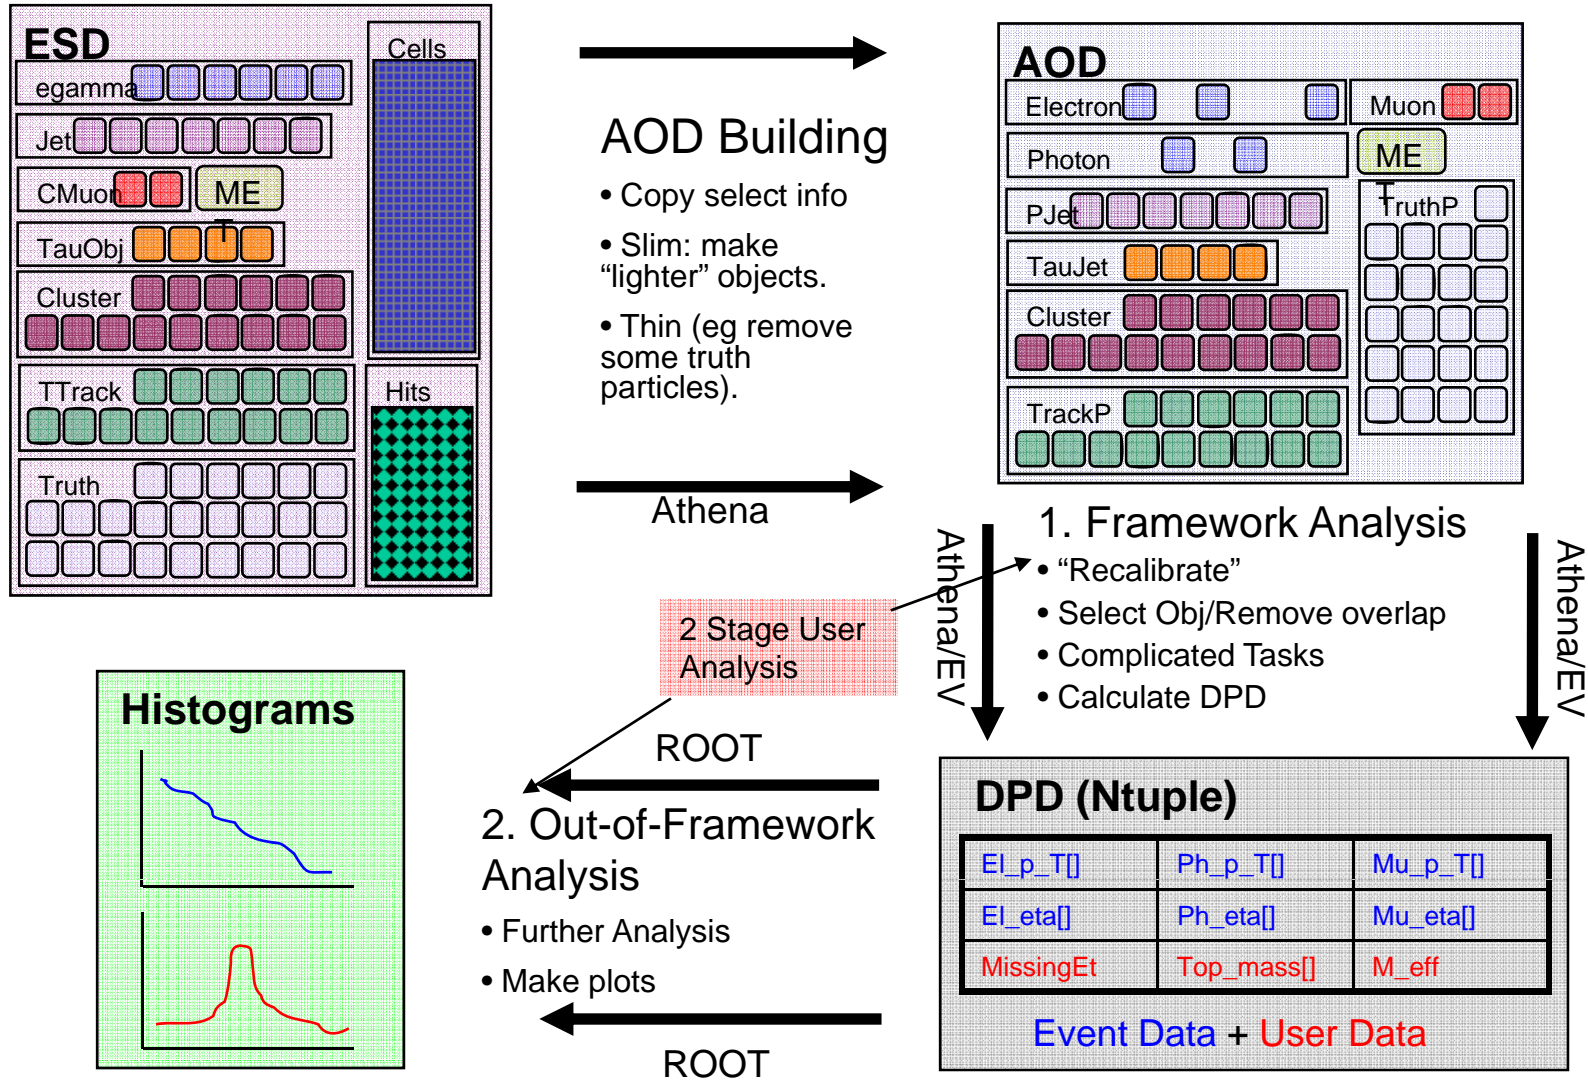 ESD
Cells
egamma
Jet
CMuon
ME
T
TauObj
Cluster
TTrack
Hits
Truth
AOD Building
• Copy select info
• Slim: make
“lighter” objects.
• Thin (eg remove
some truth
particles).
Athena
AOD
Electron
Muon
Photon
ME
T
PJet
TruthP
TauJet
Cluster
TrackP
1. Framework Analysis
• “Recalibrate”
• Select Obj/Remove overlap
• Complicated Tasks
• Calculate DPD
Athena/EV
Athena/EV
2 Stage User
Analysis
DPD (Ntuple)
El_p_T[] Ph_p_T[] Mu_p_T[]
El_eta[] Ph_eta[] Mu_eta[]
MissingEt Top_mass[] M_eff
Event Data + User Data
ROOT
2. Out-of-Framework
Analysis
• Further Analysis
• Make plots
ROOT
Histograms